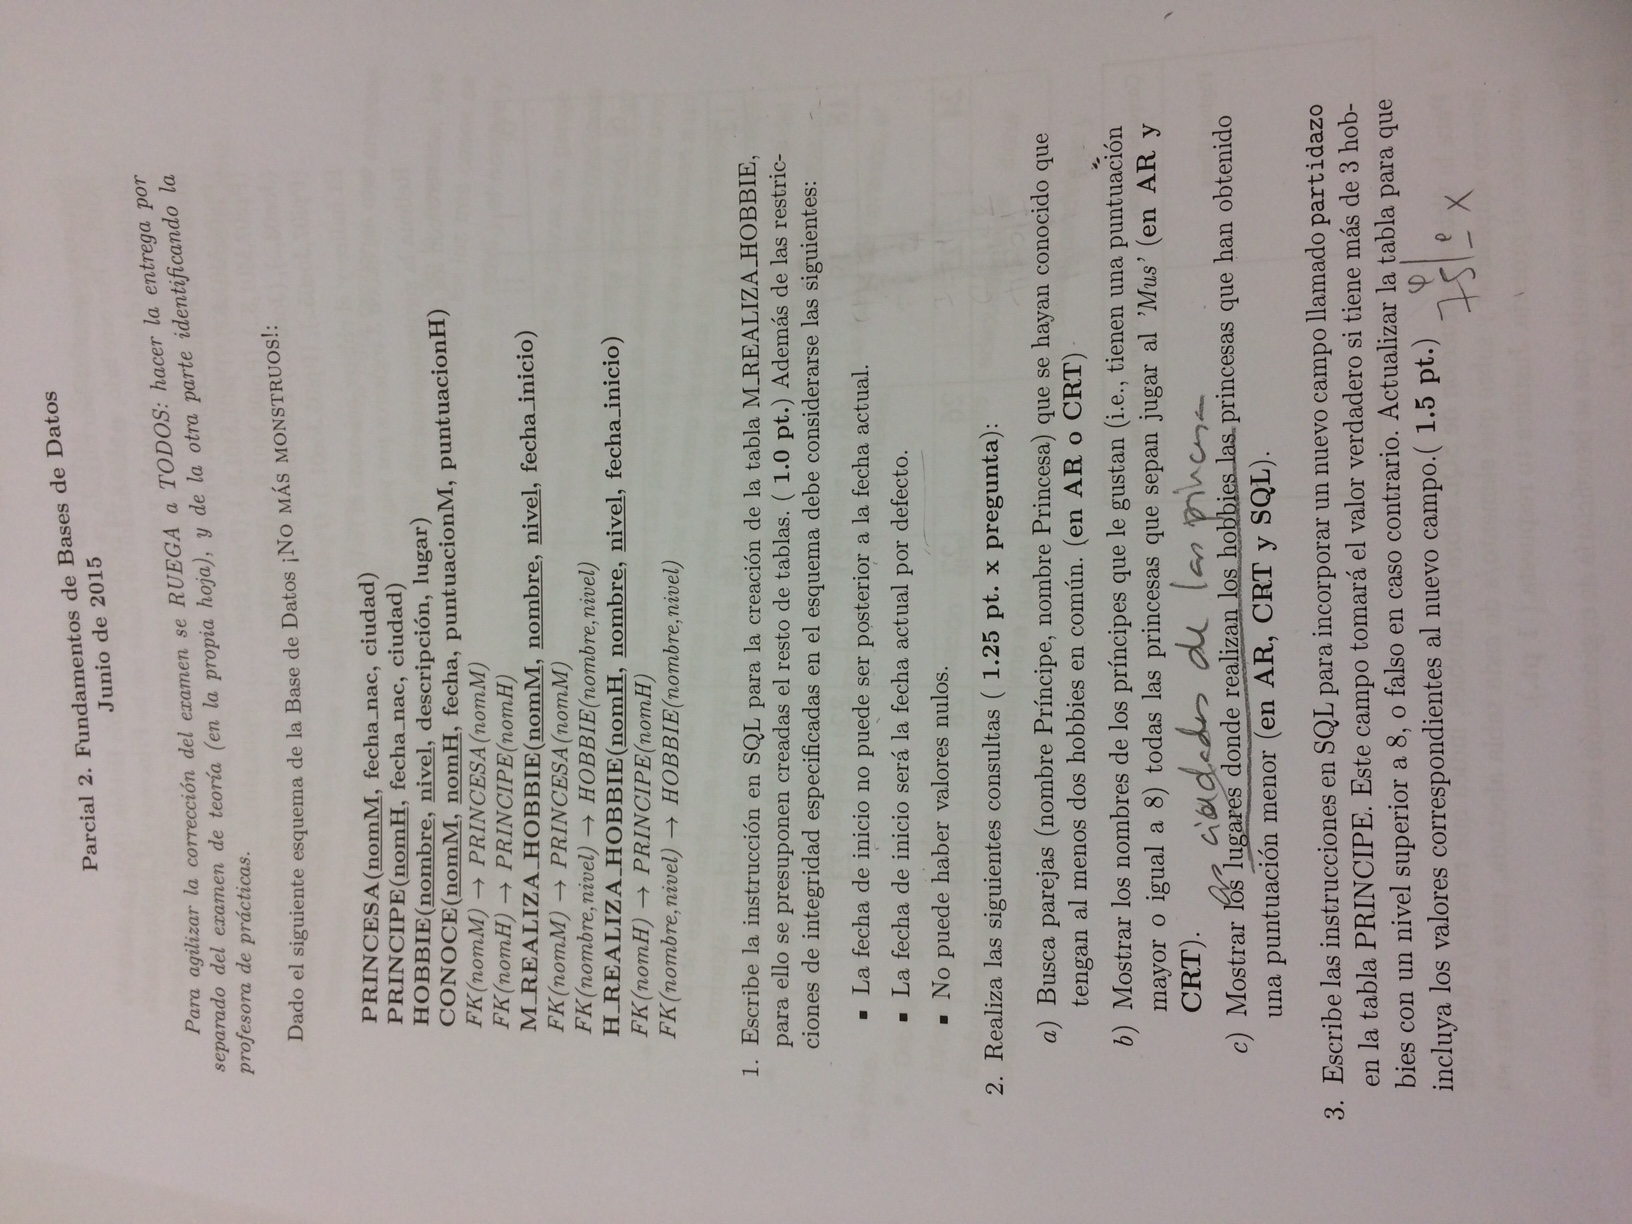 Parcial 2. Fundamentos de Bases de Datos
Junio de 2015
Para agilizar la corrección del examen se RUEGA a TODOS: hacer la entrega por
separado del examen de teoría (en la propia hoja), y de la otra parte identificando la
profesora de prácticas.
Dado el siguiente esquema de la Base de Datos ¡NO MÁS MONSTRUOS!:
PRINCESA(nomM, fecha_nac, ciudad)
PRINCIPE(nomH, fecha_nac, ciudad)
HOBBIE(nombre, nivel, descripción, lugar)
CONOCE(nomM, nomH, fecha, puntuacionM, puntuacionH)
FK(nomM) → PRINCESA(nomM)
FK(nomH) → PRINCIPE(nomH)
M_REALIZA_HOBBIE(nomM, nombre, nivel, fecha_inicio)
FK(nomM) → PRINCESA(nomM)
FK(nombre,nivel) → HOBBIE(nombre,nivel)
H_REALIZA_HOBBIE(nomH, nombre, nivel, fecha_inicio)
FK(nomH) → PRINCIPE(nomH)
FK(nombre,nivel) → HOBBIE(nombre,nivel)
1. Escribe la instrucción en SQL para la creación de la tabla M_REALIZA_HOBBIE,
para ello se presuponen creadas el resto de tablas. ( 1.0 pt.) Además de las restric-
ciones de integridad especificadas en el esquema debe considerarse las siguientes:
▪ La fecha de inicio no puede ser posterior a la fecha actual.
▪ La fecha de inicio será la fecha actual por defecto.
▪ No puede haber valores nulos.
2. Realiza las siguientes consultas ( 1.25 pt. x pregunta):
a) Busca parejas (nombre Príncipe, nombre Princesa) que se hayan conocido que
tengan al menos dos hobbies en común. (en AR o CRT)
b) Mostrar los nombres de los príncipes que le gustan (i.e., tienen una puntuación
mayor o igual a 8) todas las princesas que sepan jugar al 'Mus' (en AR y
CRT).
as ciudades de las princesa
c) Mostrar los lugares donde realizan los hobbies las princesas que han obtenido
una puntuación menor (en AR, CRT y SQL).
3. Escribe las instrucciones en SQL para incorporar un nuevo campo llamado partidazo
en la tabla PRINCIPE. Este campo tomará el valor verdadero si tiene más de 3 hob-
bies con un nivel superior a 8, o falso en caso contrario. Actualizar la tabla para que
incluya los valores correspondientes al nuevo campo.( 1.5 pt.)